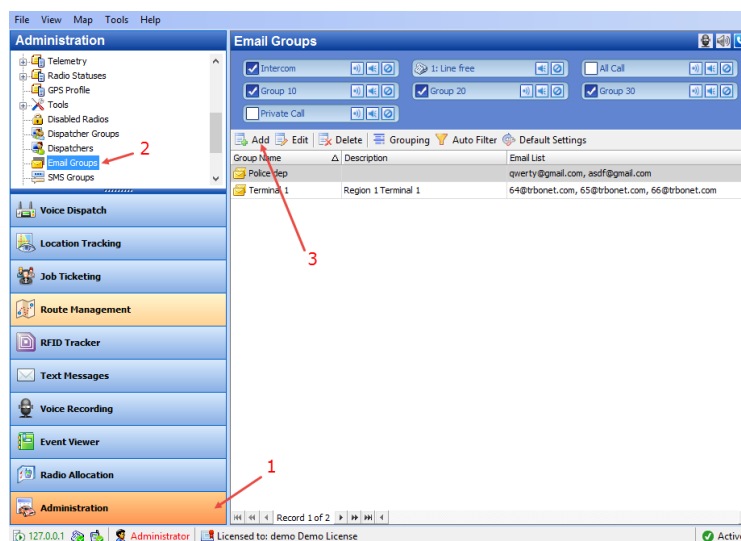 File View Map Tools Help
Administration
Telemetry
Radio Statuses
GPS Profile
Tools
Disabled Radios
Dispatcher Groups
Dispatchers
Email Groups
SMS Groups
2
Voice Dispatch
Location Tracking
Job Ticketing
Route Management
RFID Tracker
Text Messages
Voice Recording
Event Viewer
Radio Allocation
Administration
1
Email Groups
Intercom 1: Line free All Call
Group 10 Group 20 Group 30
Private Call
Add Edit Delete Grouping Auto Filter Default Settings
Group Name Description Email List
Police dep qwerty@gmail.com, asdf@gmail.com
Terminal 1 Region 1 Terminal 1 64@trbonet.com, 65@trbonet.com, 66@trbonet.com
3
Record 1 of 2
127.0.0.1 Administrator Licensed to: demo Demo License Active